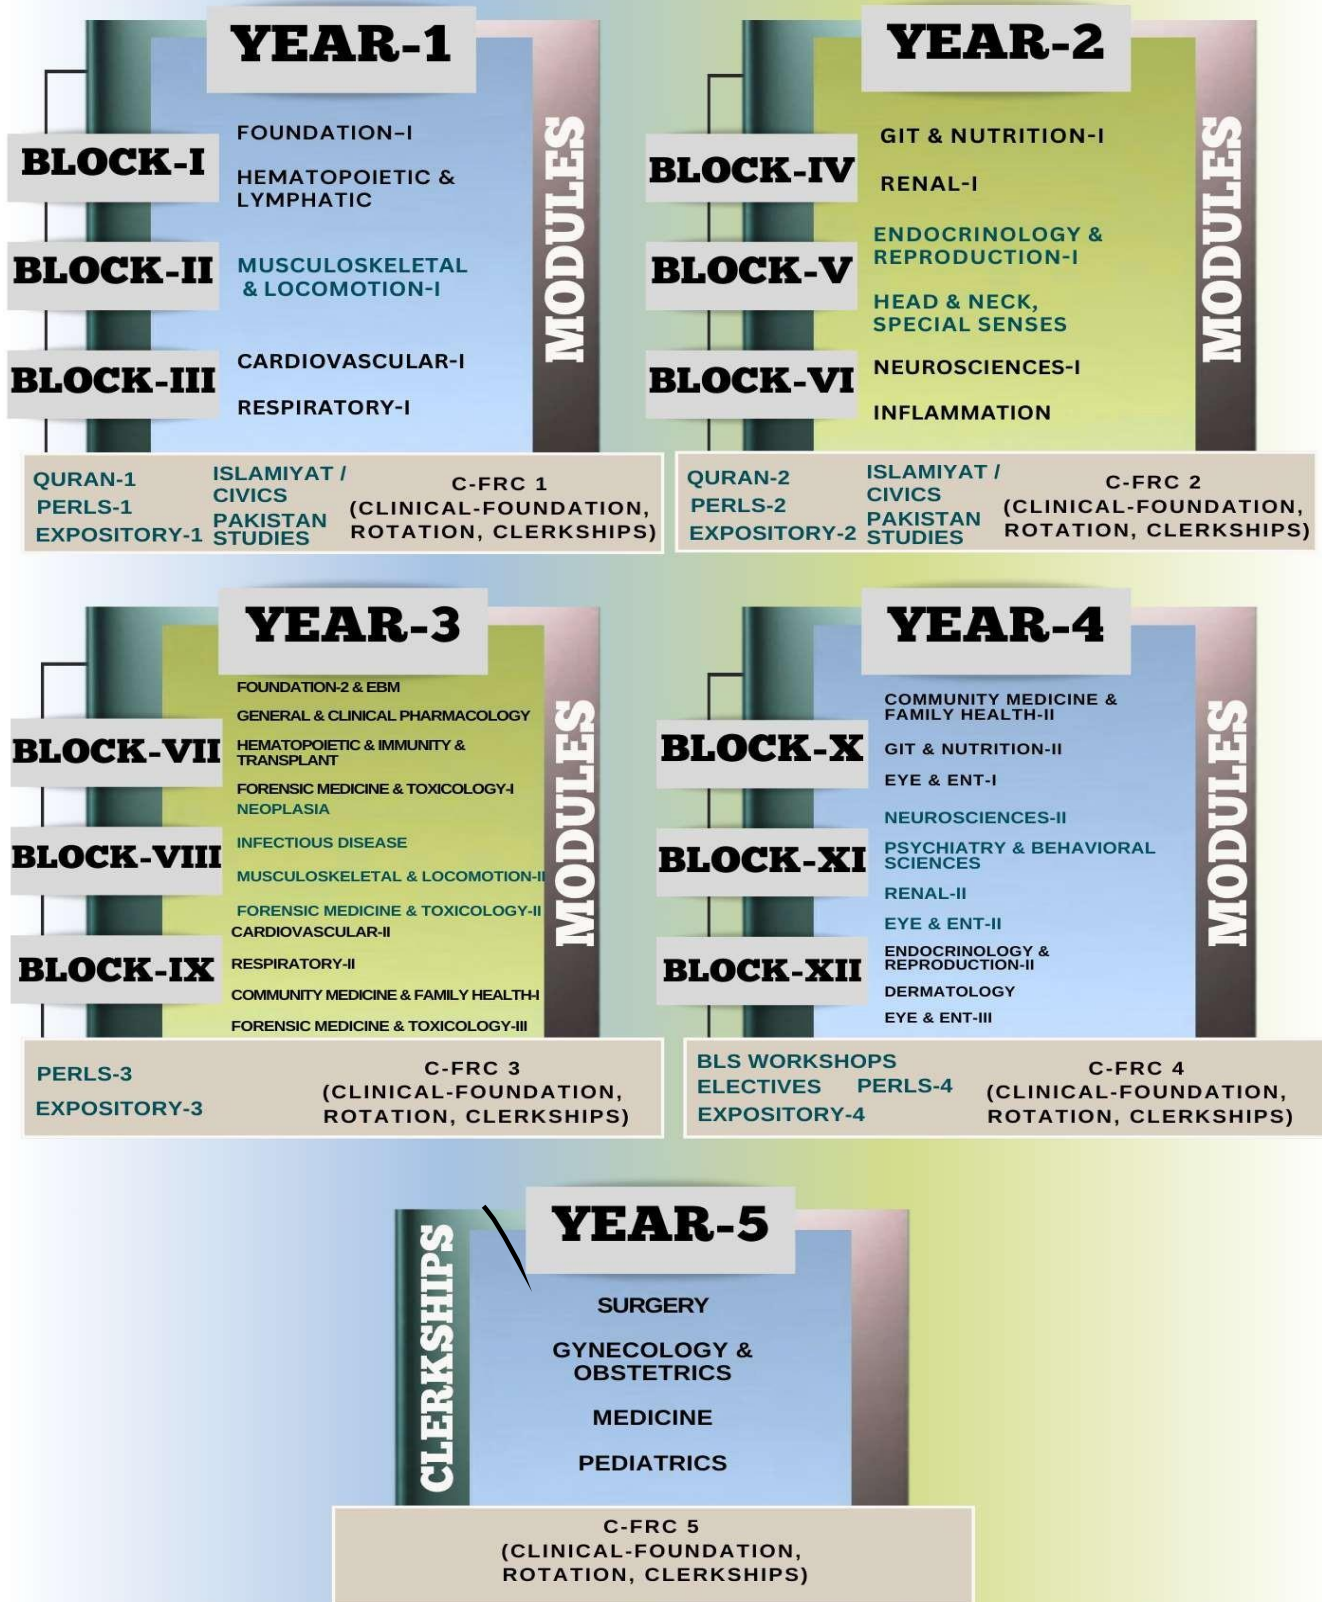 YEAR-1
BLOCK-I
FOUNDATION–I
HEMATOPOIETIC &
LYMPHATIC
BLOCK-II
MUSCULOSKELETAL
& LOCOMOTION-I
BLOCK-III
CARDIOVASCULAR-I
RESPIRATORY-I
MODULES
QURAN-1
PERLS-1
EXPOSITORY-1
ISLAMIYAT /
CIVICS
PAKISTAN
STUDIES
C-FRC 1
(CLINICAL-FOUNDATION,
ROTATION, CLERKSHIPS)
YEAR-2
BLOCK-IV
GIT & NUTRITION-I
RENAL-I
BLOCK-V
ENDOCRINOLOGY &
REPRODUCTION-I
HEAD & NECK,
SPECIAL SENSES
BLOCK-VI
NEUROSCIENCES-I
INFLAMMATION
MODULES
QURAN-2
PERLS-2
EXPOSITORY-2
ISLAMIYAT /
CIVICS
PAKISTAN
STUDIES
C-FRC 2
(CLINICAL-FOUNDATION,
ROTATION, CLERKSHIPS)
YEAR-3
BLOCK-VII
FOUNDATION-2 & EBM
GENERAL & CLINICAL PHARMACOLOGY
HEMATOPOIETIC & IMMUNITY &
TRANSPLANT
FORENSIC MEDICINE & TOXICOLOGY-I
BLOCK-VIII
NEOPLASIA
INFECTIOUS DISEASE
MUSCULOSKELETAL & LOCOMOTION-II
FORENSIC MEDICINE & TOXICOLOGY-II
BLOCK-IX
CARDIOVASCULAR-II
RESPIRATORY-II
COMMUNITY MEDICINE & FAMILY HEALTH-I
FORENSIC MEDICINE & TOXICOLOGY-III
MODULES
PERLS-3
EXPOSITORY-3
C-FRC 3
(CLINICAL-FOUNDATION,
ROTATION, CLERKSHIPS)
YEAR-4
BLOCK-X
COMMUNITY MEDICINE &
FAMILY HEALTH-II
GIT & NUTRITION-II
EYE & ENT-I
BLOCK-XI
NEUROSCIENCES-II
PSYCHIATRY & BEHAVIORAL
SCIENCES
RENAL-II
EYE & ENT-II
BLOCK-XII
ENDOCRINOLOGY &
REPRODUCTION-II
DERMATOLOGY
EYE & ENT-III
MODULES
BLS WORKSHOPS
ELECTIVES PERLS-4
EXPOSITORY-4
C-FRC 4
(CLINICAL-FOUNDATION,
ROTATION, CLERKSHIPS)
YEAR-5
CLERKSHIPS
SURGERY
GYNECOLOGY &
OBSTETRICS
MEDICINE
PEDIATRICS
C-FRC 5
(CLINICAL-FOUNDATION,
ROTATION, CLERKSHIPS)